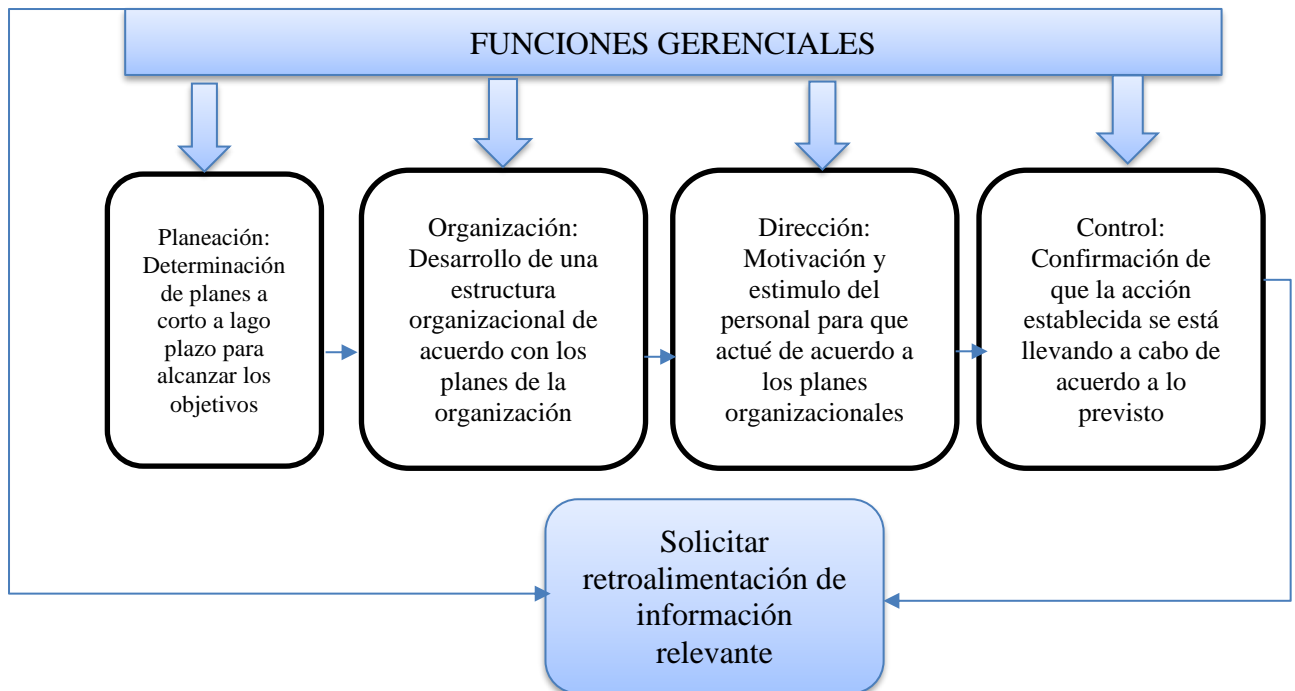 FUNCIONES GERENCIALES
Planeación:
Determinación
de planes a
corto a lago
plazo para
alcanzar los
objetivos
Organización:
Desarrollo de una
estructura
organizacional de
acuerdo con los
planes de la
organización
Dirección:
Motivación y
estimulo del
personal para que
actué de acuerdo a
los planes
organizacionales
Control:
Confirmación de
que la acción
establecida se está
llevando a cabo de
acuerdo a lo
previsto
Solicitar
retroalimentación de
información
relevante